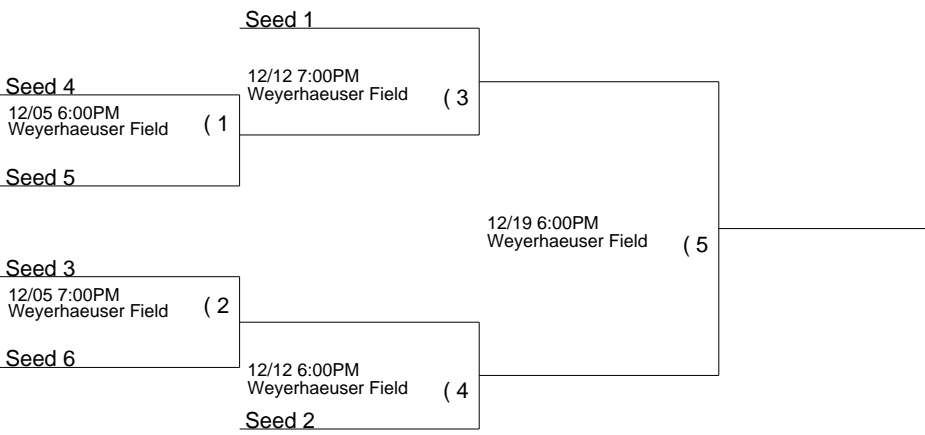 Seed 1
12/12 7:00PM
Weyerhaeuser Field
( 3
Seed 4
12/05 6:00PM
Weyerhaeuser Field
( 1
Seed 5
12/19 6:00PM
Weyerhaeuser Field
( 5
Seed 3
12/05 7:00PM
Weyerhaeuser Field
( 2
Seed 6
12/12 6:00PM
Weyerhaeuser Field
( 4
Seed 2